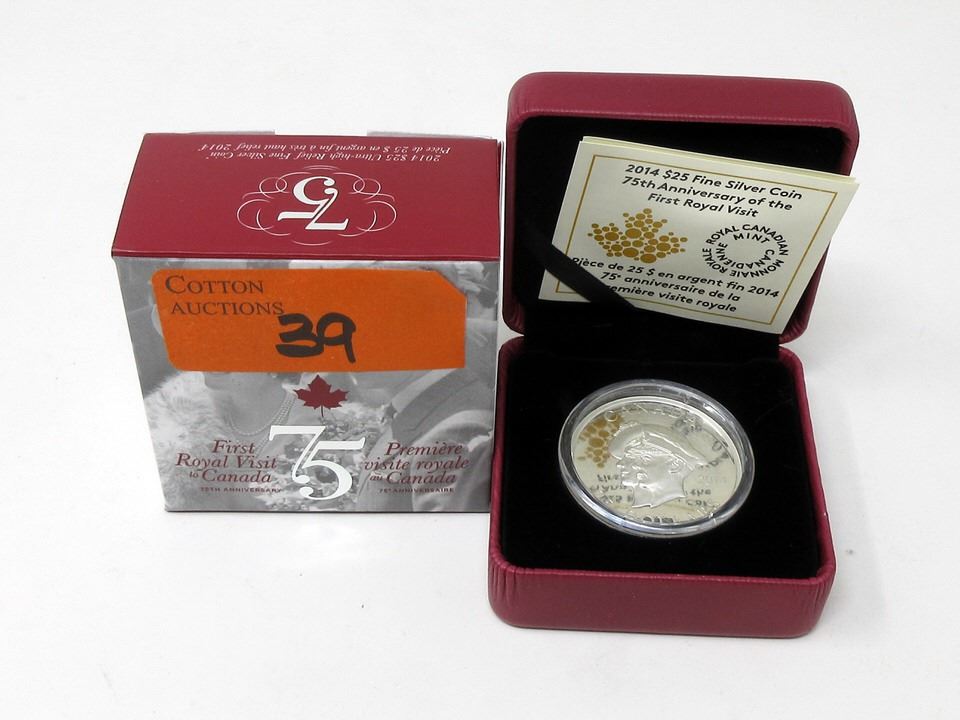 2014 $25 Ultra-high Relief Fine Silver Coin
Pièce de 25 $ en argent fin à très haut relief 2014
75
COTTON
AUCTIONS
39
75
First
Royal Visit
to Canada
75TH ANNIVERSARY
Première
visite royale
au Canada
75e ANNIVERSAIRE
2014 $25 Fine Silver Coin
75th Anniversary of the
First Royal Visit
ROYAL CANADIAN MINT
MONNAIE ROYALE CANADIENNE
Pièce de 25 $ en argent fin 2014
75e anniversaire de la
première visite royale
CANADA
2014